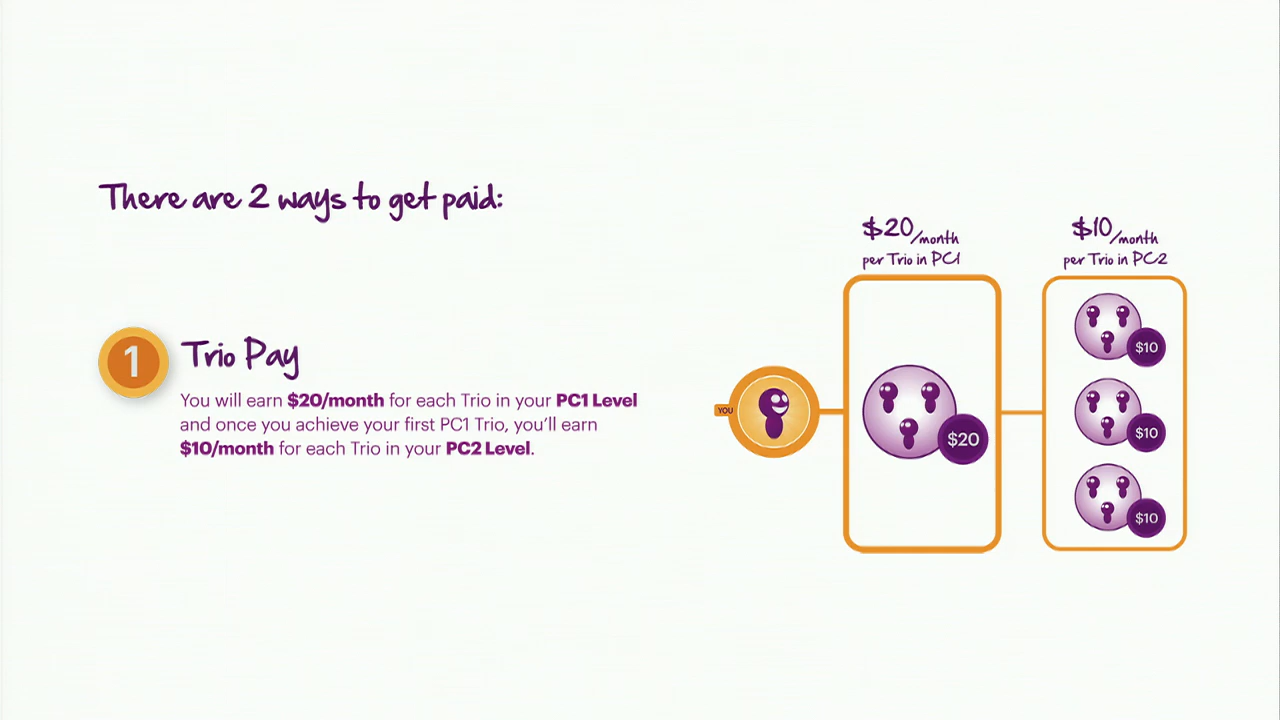 There are 2 ways to get paid:
1
Trio Pay
You will earn $20/month for each Trio in your PC1 Level
and once you achieve your first PC1 Trio, you'll earn
$10/month for each Trio in your PC2 Level.
YOU
$20/month
per Trio in PC1
$20
$10/month
per Trio in PC2
$10
$10
$10